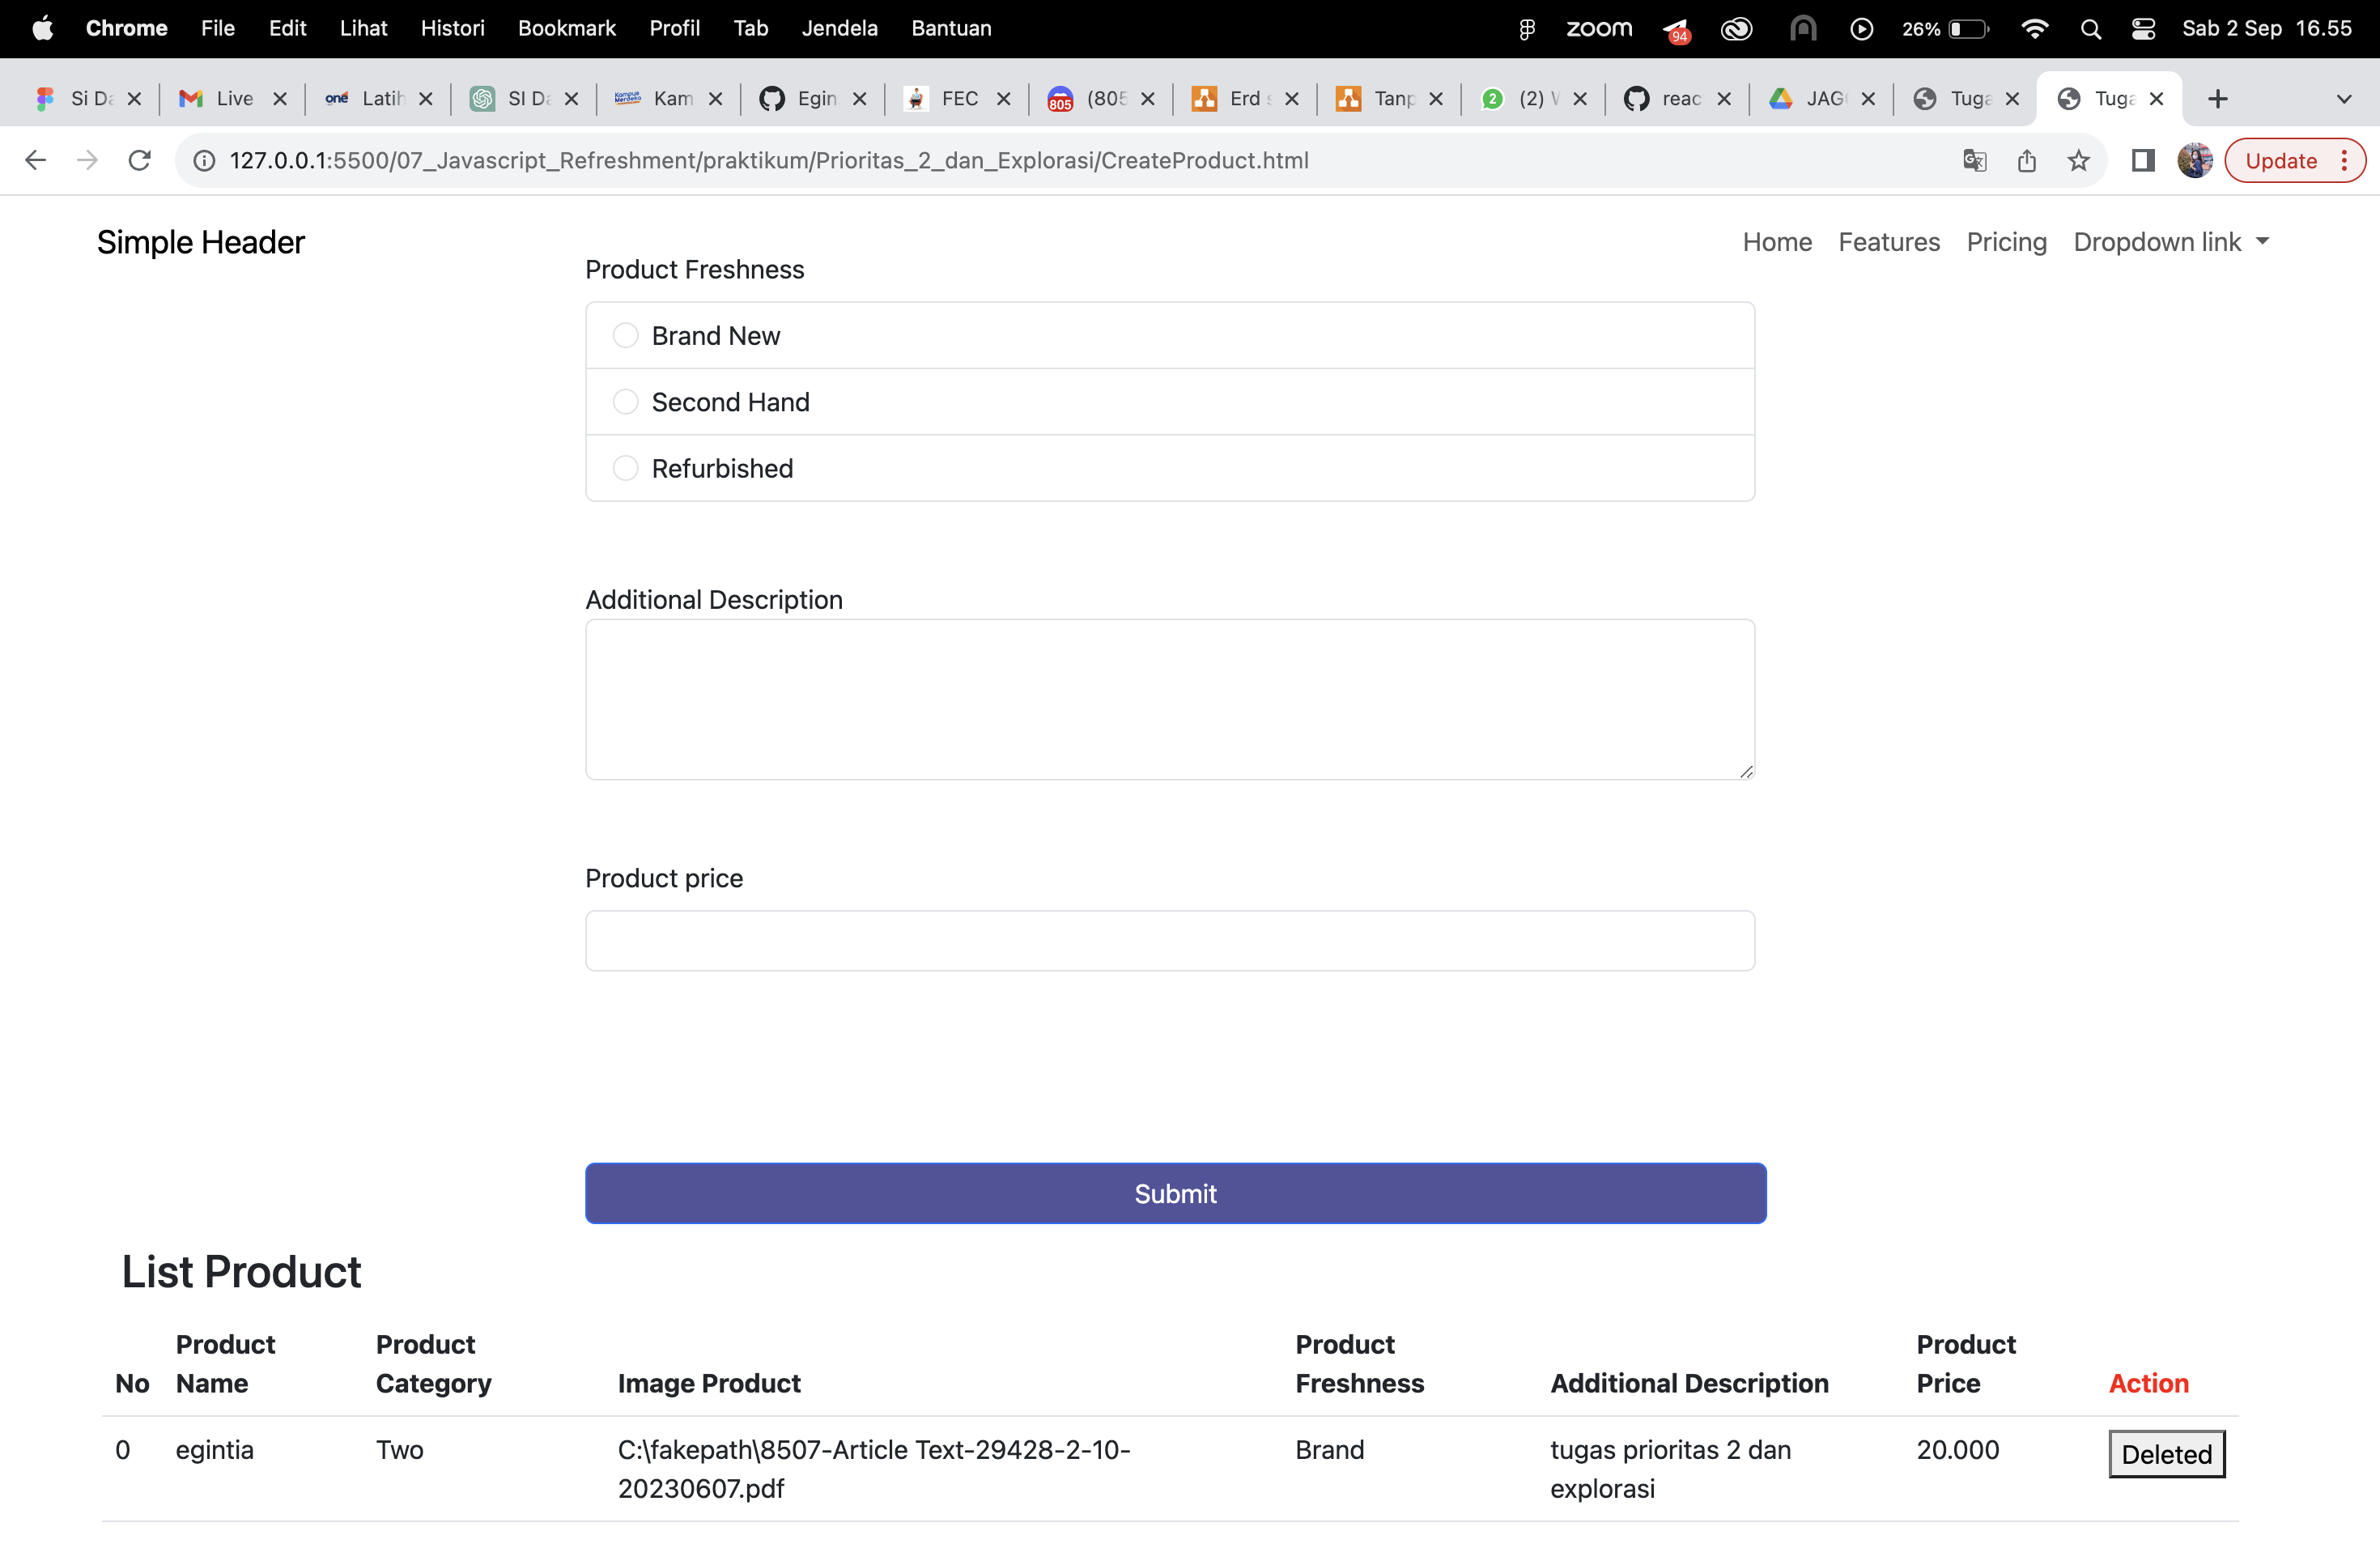 Chrome File Edit Lihat Histori Bookmark Profil Tab Jendela Bantuan zoom 94 26% Sab 2 Sep 16.55
Si Da Live one Latih SI Da Kampus Merdeka Kam Egin FEC 805 (805 Erd s Tanp 2 (2) W reac JAG Tuga Tuga
127.0.0.1:5500/07_Javascript_Refreshment/praktikum/Prioritas_2_dan_Explorasi/CreateProduct.html Update
Simple Header Home Features Pricing Dropdown link
Product Freshness
Brand New
Second Hand
Refurbished
Additional Description
Product price
Submit
List Product
No Product Name Product Category Image Product Product Freshness Additional Description Product Price Action
0 egintia Two C:\fakepath\8507-Article Text-29428-2-10- Brand tugas prioritas 2 dan 20.000 Deleted
20230607.pdf explorasi